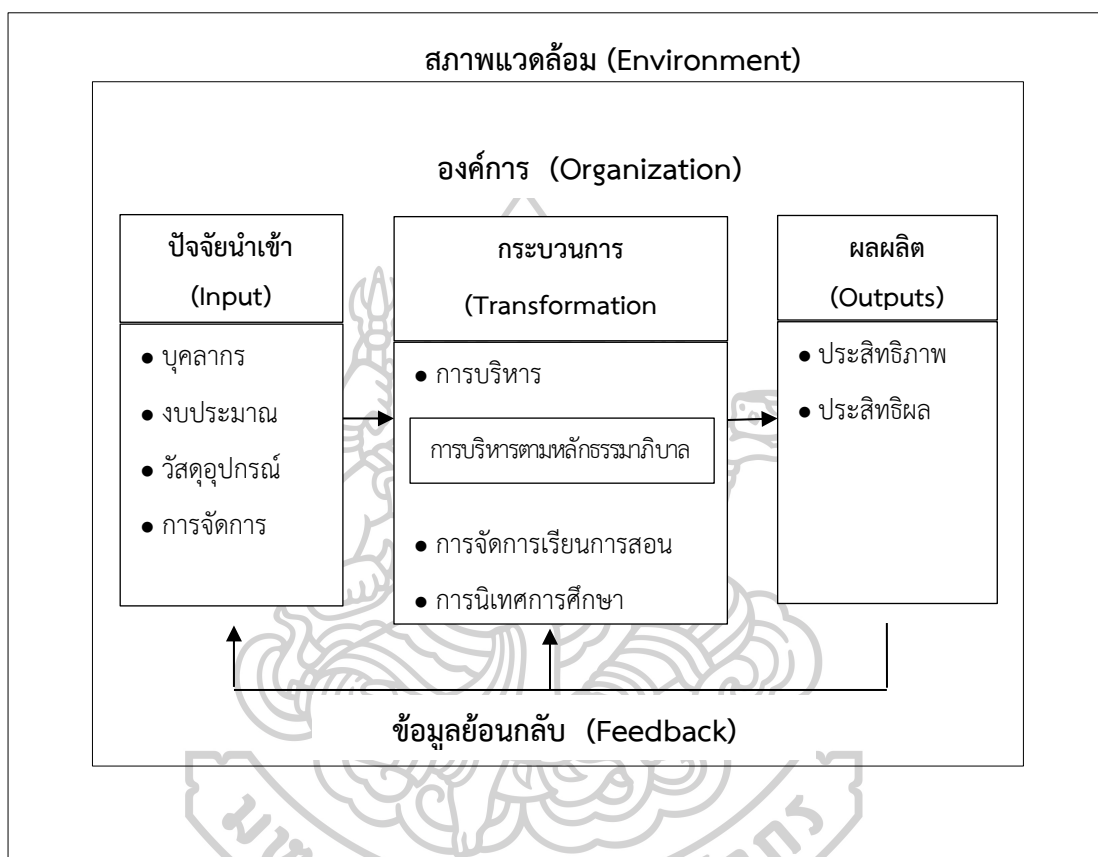 สภาพแวดล้อม (Environment)
องค์การ (Organization)
ปัจจัยนำเข้า
(Input)
● บุคลากร
● งบประมาณ
● วัสดุอุปกรณ์
● การจัดการ
กระบวนการ
(Transformation
● การบริหาร
การบริหารตามหลักธรรมาภิบาล
● การจัดการเรียนการสอน
● การนิเทศการศึกษา
ผลผลิต
(Outputs)
● ประสิทธิภาพ
● ประสิทธิผล
ข้อมูลย้อนกลับ (Feedback)